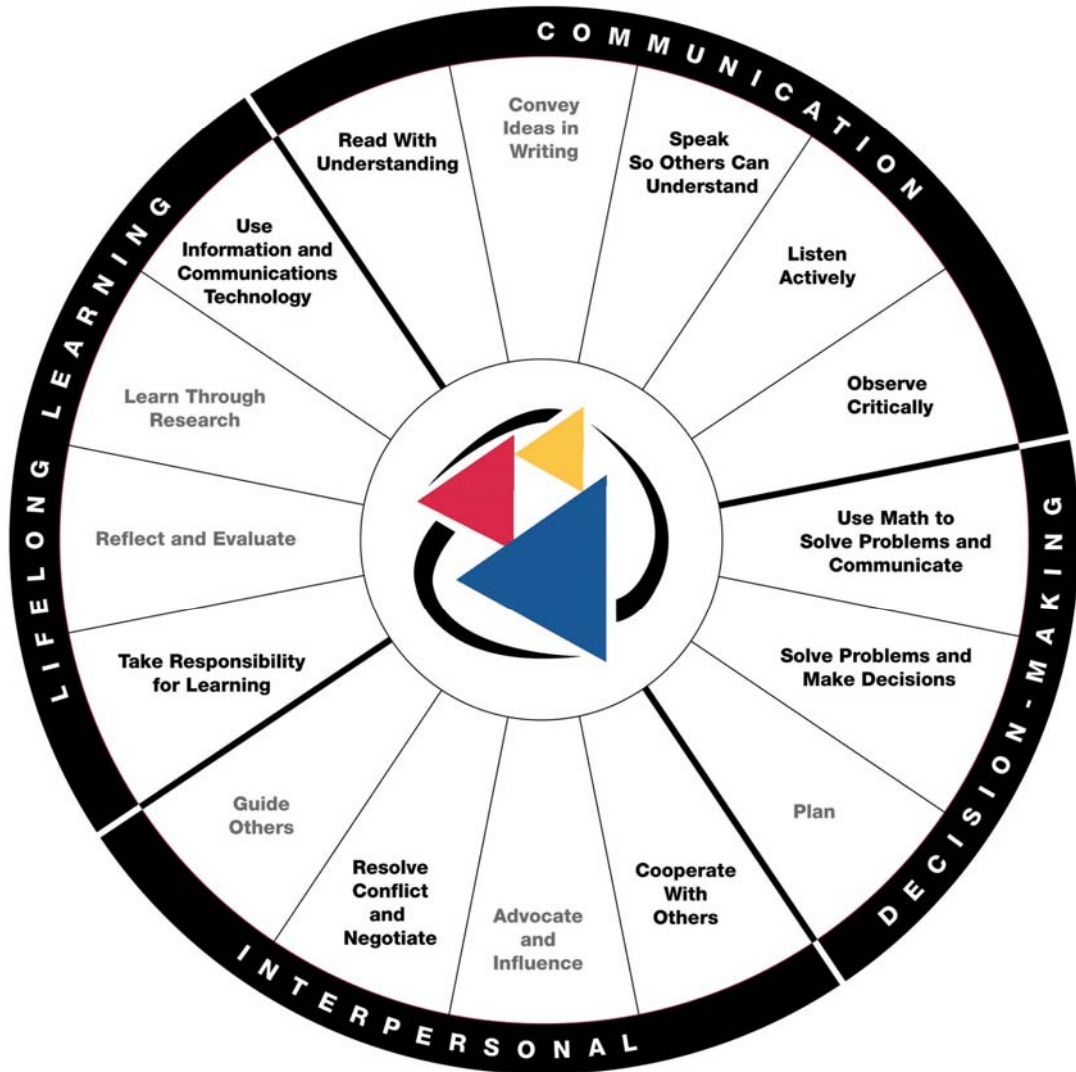 COMMUNICATION
Read With
Understanding
Convey
Ideas in
Writing
Speak
So Others Can
Understand
Listen
Actively
Observe
Critically
DECISION-MAKING
Use Math to
Solve Problems and
Communicate
Solve Problems and
Make Decisions
Plan
INTERPERSONAL
Cooperate
With
Others
Advocate
and
Influence
Resolve
Conflict
and
Negotiate
Guide
Others
LIFELONG LEARNING
Take Responsibility
for Learning
Reflect and Evaluate
Learn Through
Research
Use
Information and
Communications
Technology